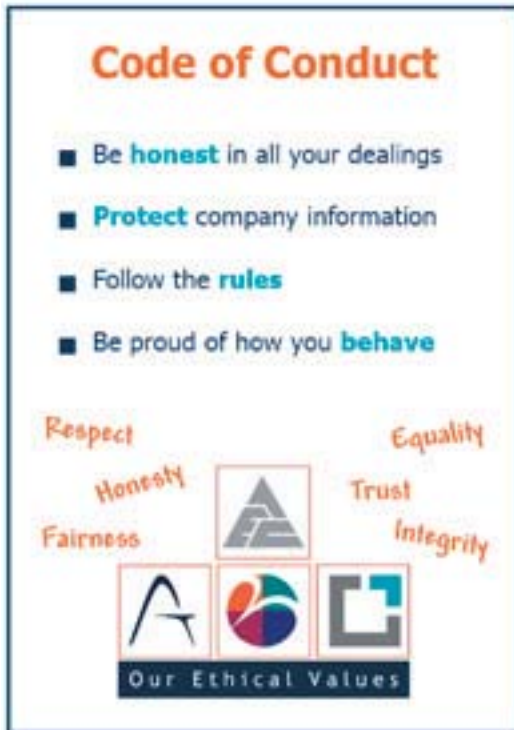 Code of Conduct
Be honest in all your dealings
Protect company information
Follow the rules
Be proud of how you behave
Respect
Equality
Honesty
Trust
Fairness
Integrity
Our Ethical Values